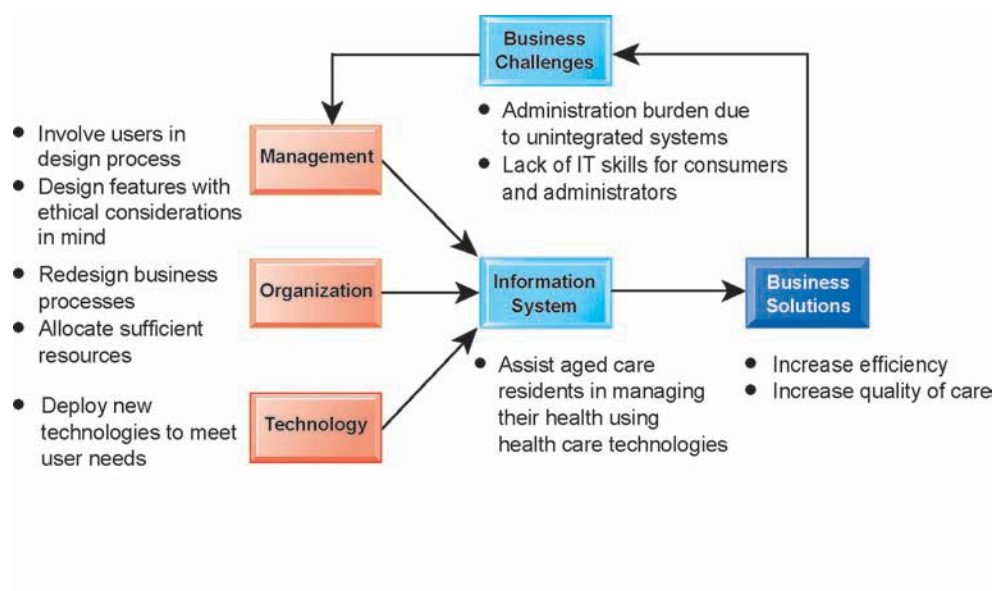 Business
Challenges
● Administration burden due
to unintegrated systems
● Lack of IT skills for consumers
and administrators
● Involve users in
design process
● Design features with
ethical considerations
in mind
Management
● Redesign business
processes
● Allocate sufficient
resources
Organization
● Deploy new
technologies to meet
user needs
Technology
Information
System
● Assist aged care
residents in managing
their health using
health care technologies
Business
Solutions
● Increase efficiency
● Increase quality of care